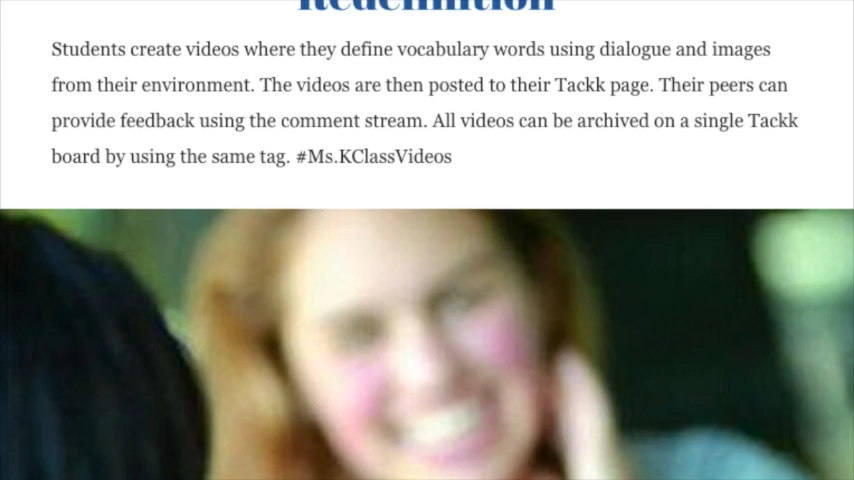 Redefinition
Students create videos where they define vocabulary words using dialogue and images
from their environment. The videos are then posted to their Tackk page. Their peers can
provide feedback using the comment stream. All videos can be archived on a single Tackk
board by using the same tag. #Ms.KClassVideos